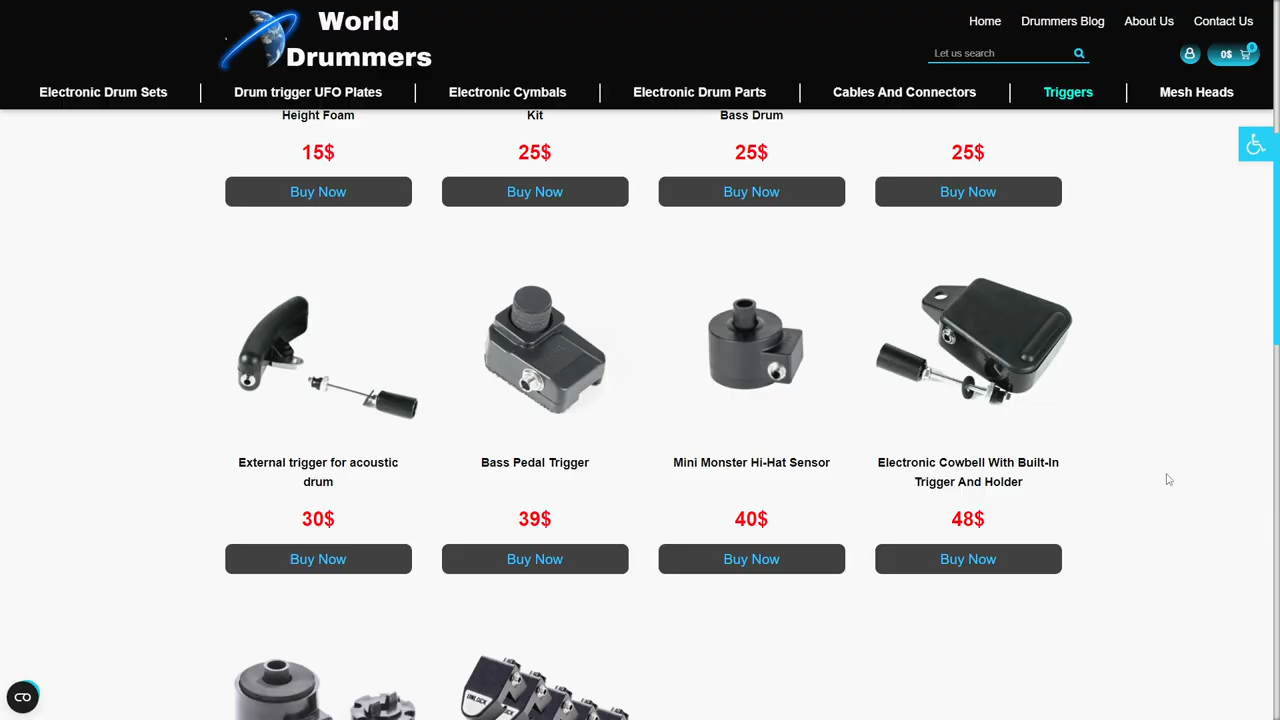 World
Drummers
Home
Drummers Blog
About Us
Contact Us
Let us search
0$
0
Electronic Drum Sets
Drum trigger UFO Plates
Electronic Cymbals
Electronic Drum Parts
Cables And Connectors
Triggers
Mesh Heads
Height Foam
Kit
Bass Drum
15$
25$
25$
25$
Buy Now
Buy Now
Buy Now
Buy Now
External trigger for acoustic
drum
Bass Pedal Trigger
Mini Monster Hi-Hat Sensor
Electronic Cowbell With Built-In
Trigger And Holder
30$
39$
40$
48$
Buy Now
Buy Now
Buy Now
Buy Now
UNLOCK